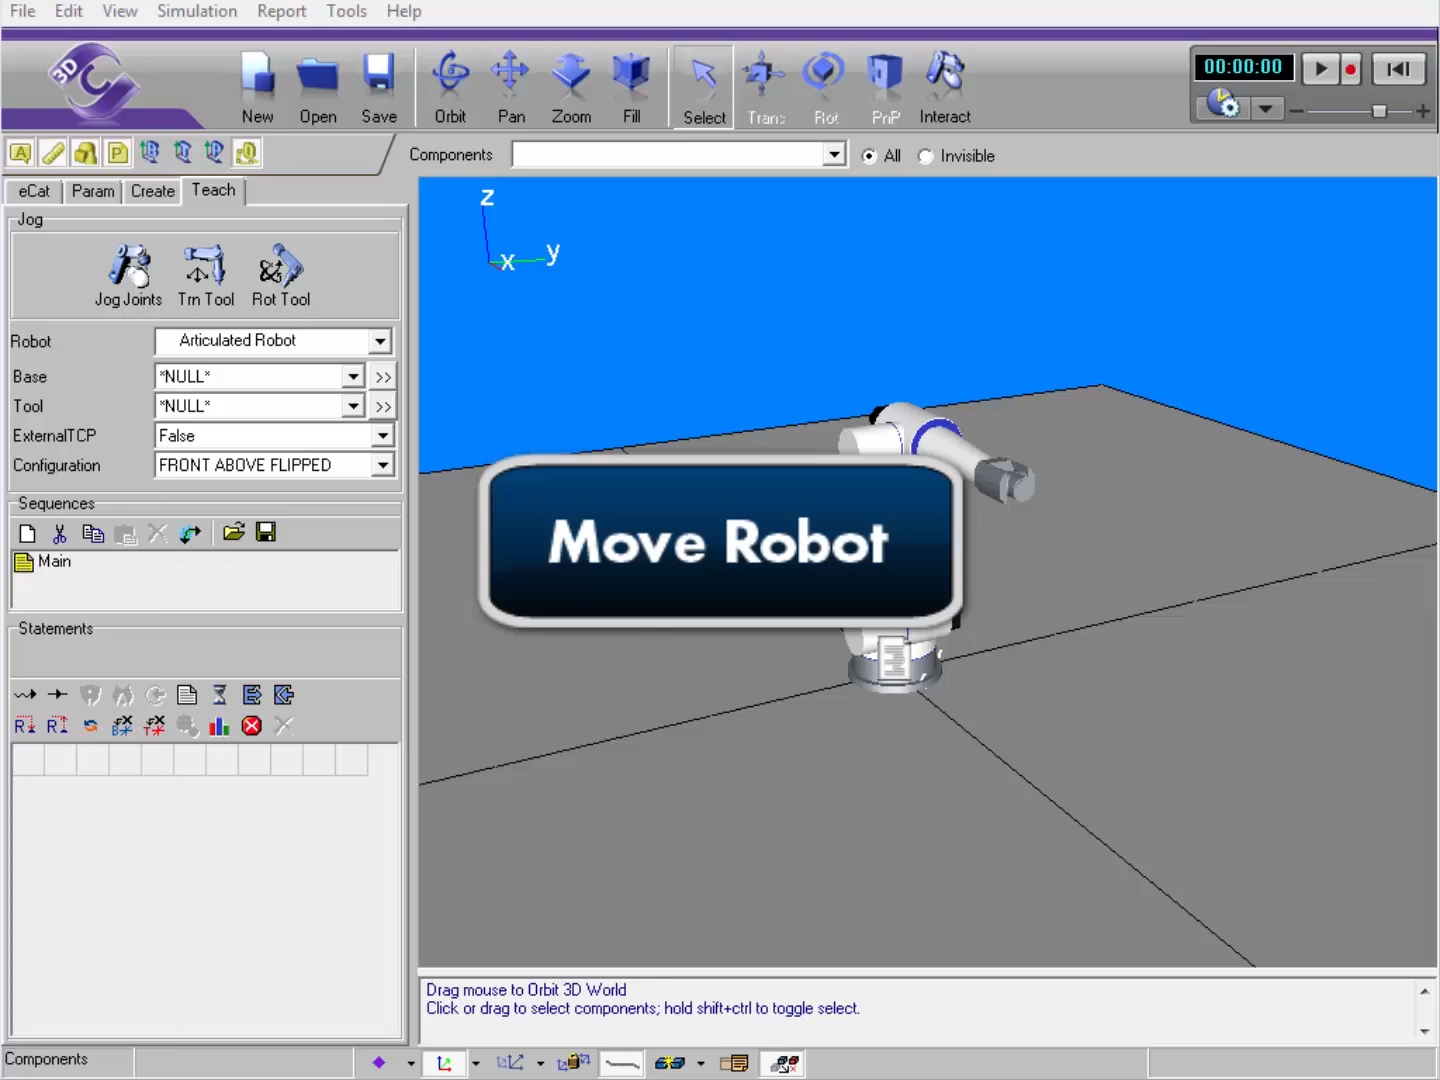 File Edit View Simulation Report Tools Help
3D
New Open Save Orbit Pan Zoom Fill Select Trans Rot PnP Interact
00:00:00
Components All Invisible
eCat Param Create Teach
Jog
Jog Joints Trn Tool Rot Tool
Robot Articulated Robot
Base *NULL* >>
Tool *NULL* >>
ExternalTCP False
Configuration FRONT ABOVE FLIPPED
Sequences
Main
Statements
z
y
x
Move Robot
Drag mouse to Orbit 3D World
Click or drag to select components; hold shift+ctrl to toggle select.
Components